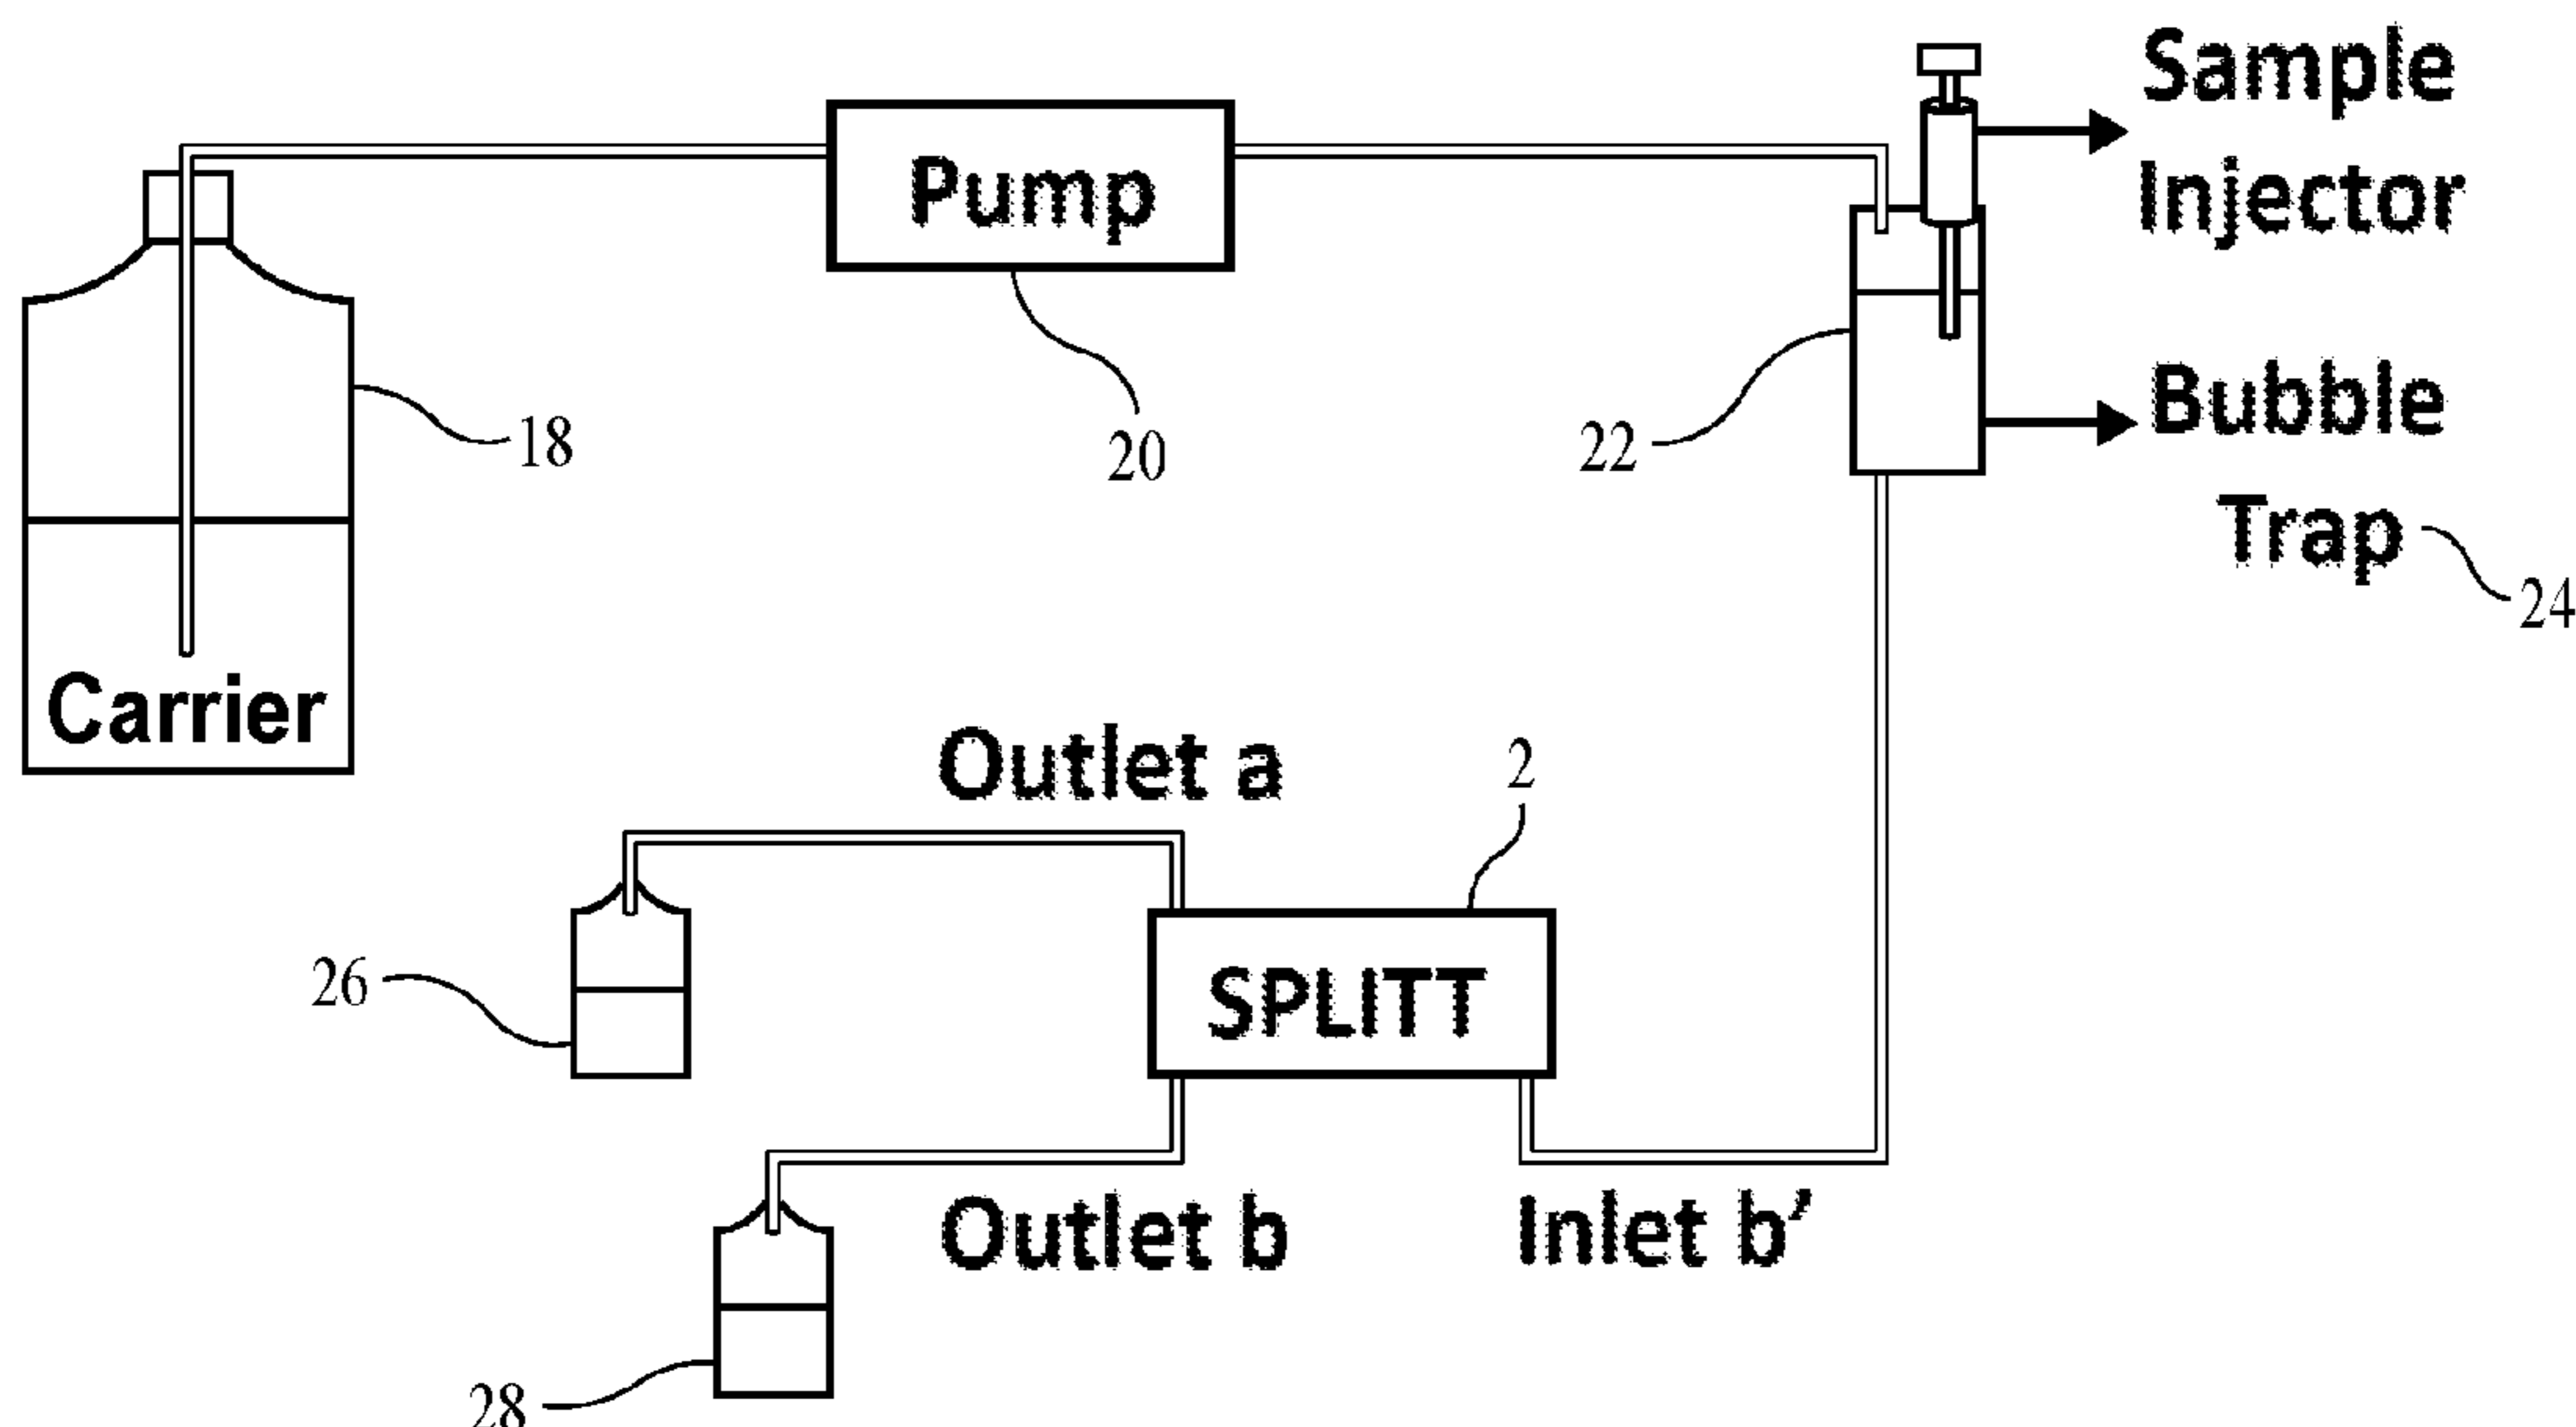 Sample
Injector
Pump
18
20
22
Bubble
Trap
24
Carrier
Outlet a
2
26
SPLITT
Outlet b
Inlet b’
28